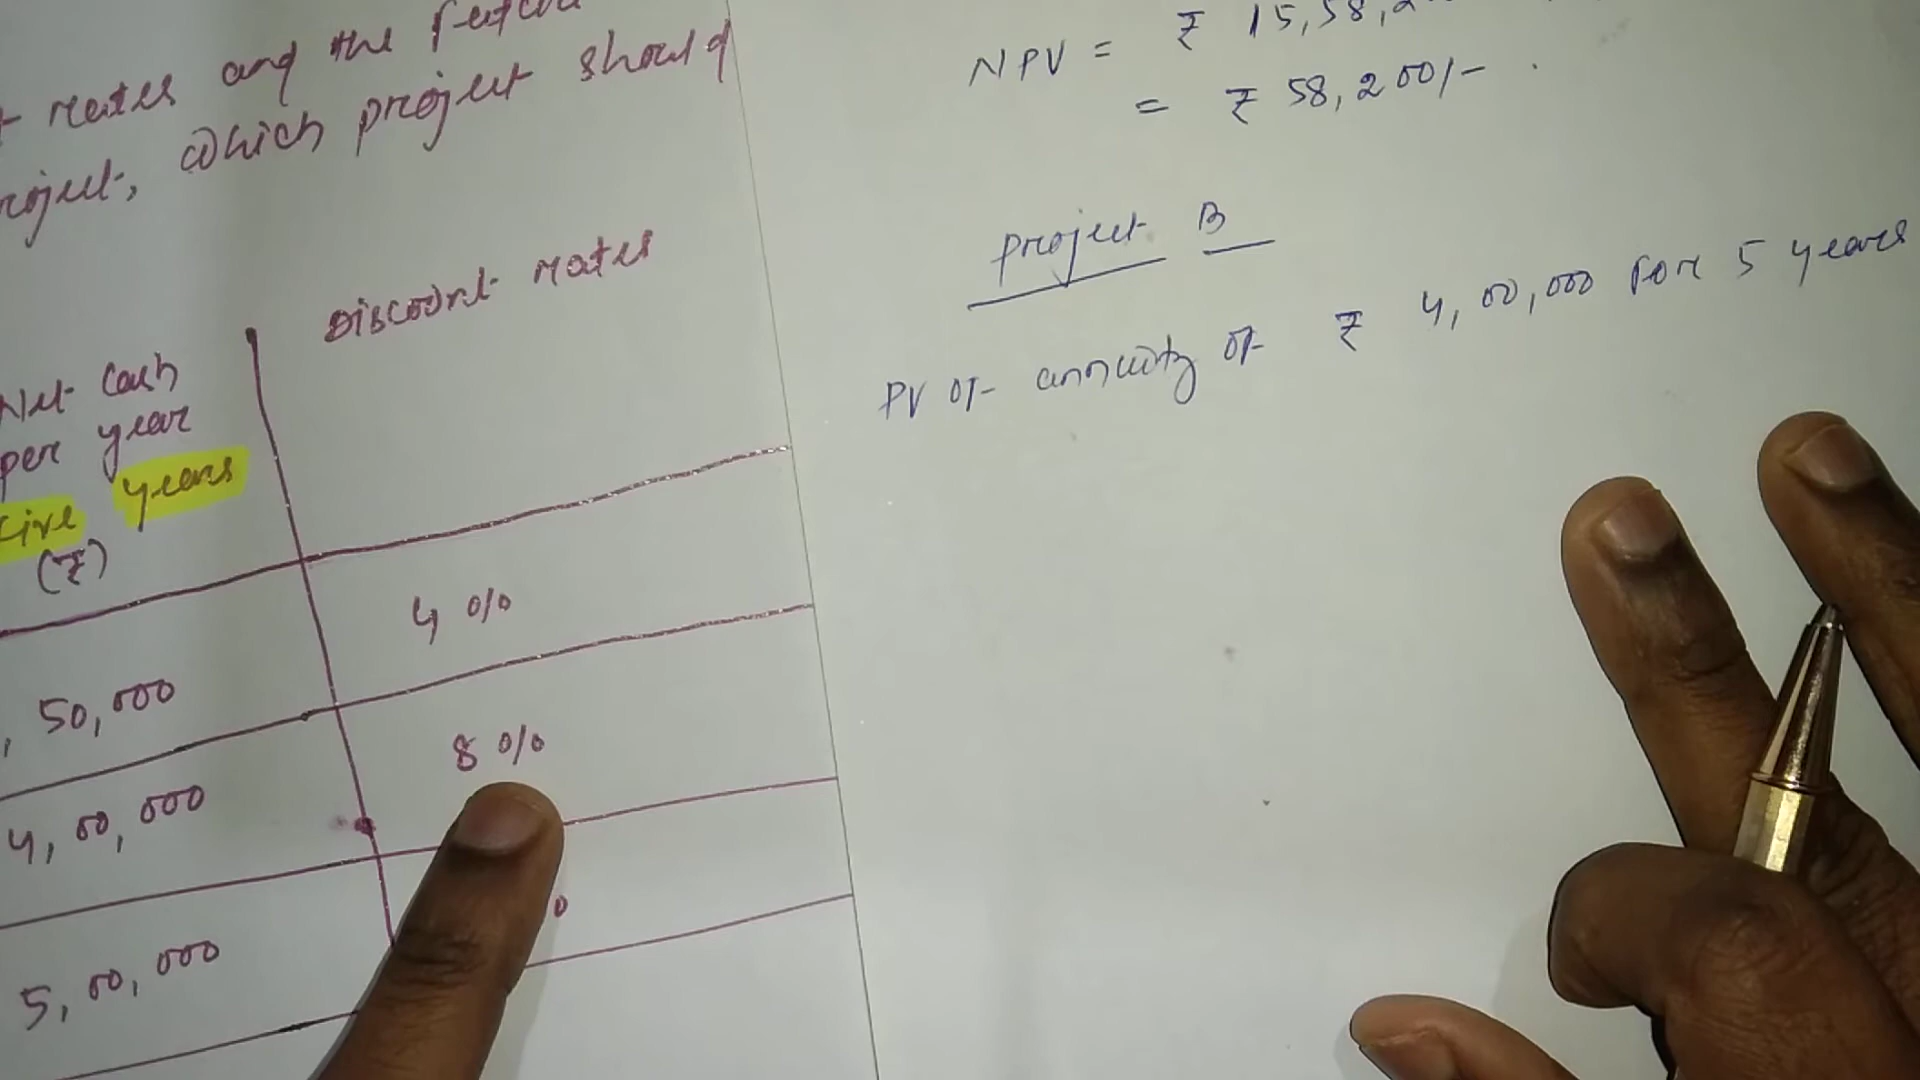 rates and the
which project should
Net Cash
per year
Five years
(₹)
Discount rates
50,000
4%
4,00,000
8%
5,00,000
NPV = ₹ 15,58,2
= ₹ 58,200/-
Project B
PV of annuity of ₹ 4,00,000 for 5 years